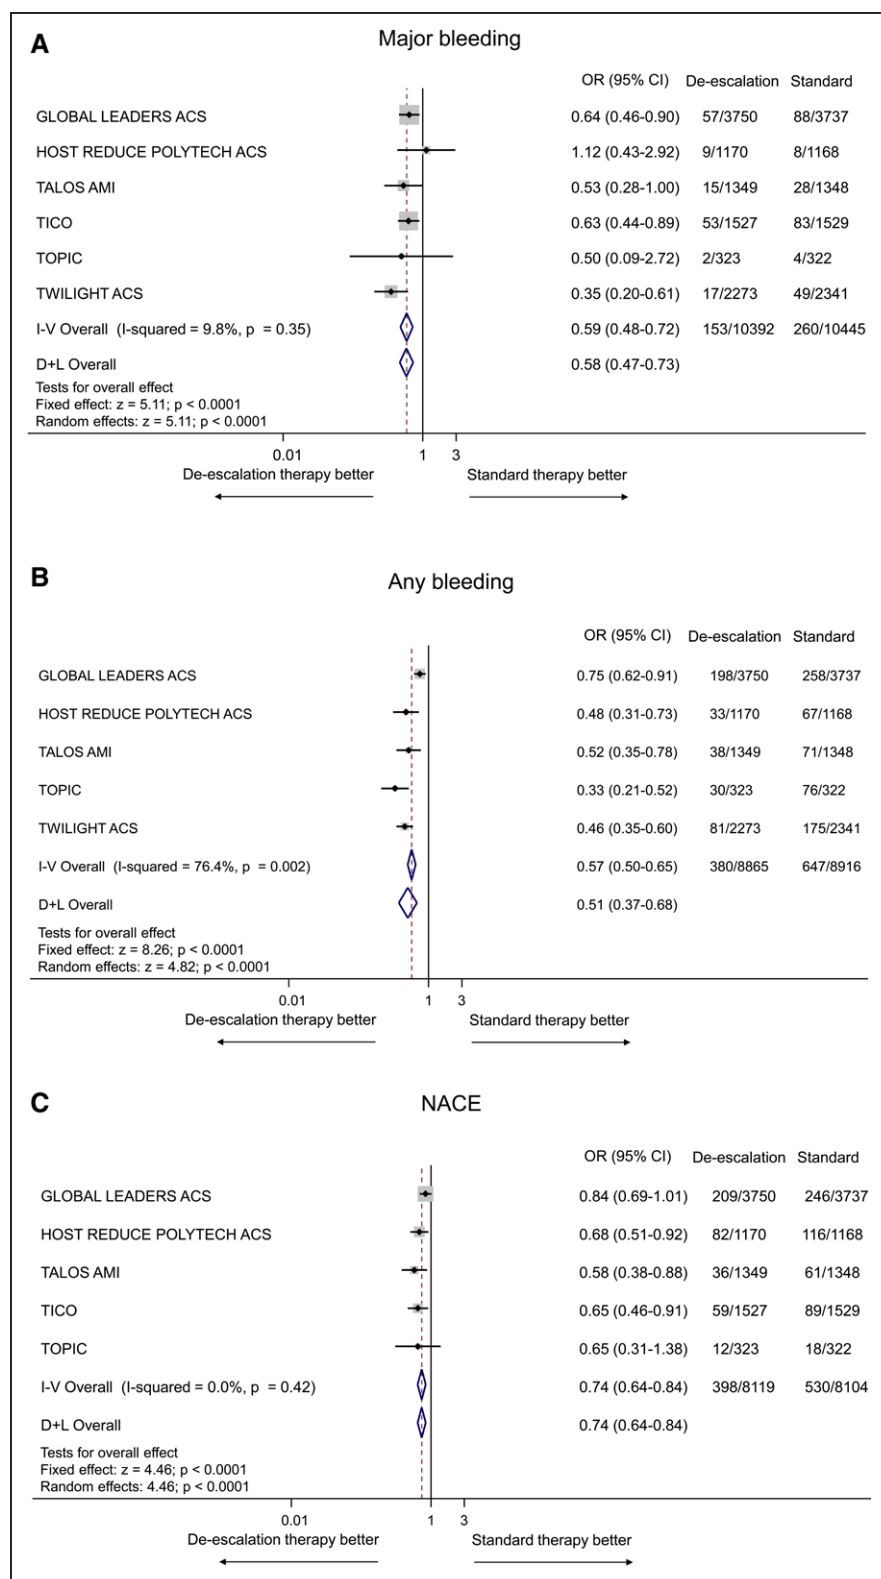 A
Major bleeding
OR (95% CI) De-escalation Standard
GLOBAL LEADERS ACS 0.64 (0.46-0.90) 57/3750 88/3737
HOST REDUCE POLYTECH ACS 1.12 (0.43-2.92) 9/1170 8/1168
TALOS AMI 0.53 (0.28-1.00) 15/1349 28/1348
TICO 0.63 (0.44-0.89) 53/1527 83/1529
TOPIC 0.50 (0.09-2.72) 2/323 4/322
TWILIGHT ACS 0.35 (0.20-0.61) 17/2273 49/2341
I-V Overall (I-squared = 9.8%, p = 0.35) 0.59 (0.48-0.72) 153/10392 260/10445
D+L Overall 0.58 (0.47-0.73)
Tests for overall effect
Fixed effect: z = 5.11; p < 0.0001
Random effects: z = 5.11; p < 0.0001
0.01 1 3
De-escalation therapy better Standard therapy better
B
Any bleeding
OR (95% CI) De-escalation Standard
GLOBAL LEADERS ACS 0.75 (0.62-0.91) 198/3750 258/3737
HOST REDUCE POLYTECH ACS 0.48 (0.31-0.73) 33/1170 67/1168
TALOS AMI 0.52 (0.35-0.78) 38/1349 71/1348
TOPIC 0.33 (0.21-0.52) 30/323 76/322
TWILIGHT ACS 0.46 (0.35-0.60) 81/2273 175/2341
I-V Overall (I-squared = 76.4%, p = 0.002) 0.57 (0.50-0.65) 380/8865 647/8916
D+L Overall 0.51 (0.37-0.68)
Tests for overall effect
Fixed effect: z = 8.26; p < 0.0001
Random effects: z = 4.82; p < 0.0001
0.01 1 3
De-escalation therapy better Standard therapy better
C
NACE
OR (95% CI) De-escalation Standard
GLOBAL LEADERS ACS 0.84 (0.69-1.01) 209/3750 246/3737
HOST REDUCE POLYTECH ACS 0.68 (0.51-0.92) 82/1170 116/1168
TALOS AMI 0.58 (0.38-0.88) 36/1349 61/1348
TICO 0.65 (0.46-0.91) 59/1527 89/1529
TOPIC 0.65 (0.31-1.38) 12/323 18/322
I-V Overall (I-squared = 0.0%, p = 0.42) 0.74 (0.64-0.84) 398/8119 530/8104
D+L Overall 0.74 (0.64-0.84)
Tests for overall effect
Fixed effect: z = 4.46; p < 0.0001
Random effects: 4.46; p < 0.0001
0.01 1 3
De-escalation therapy better Standard therapy better